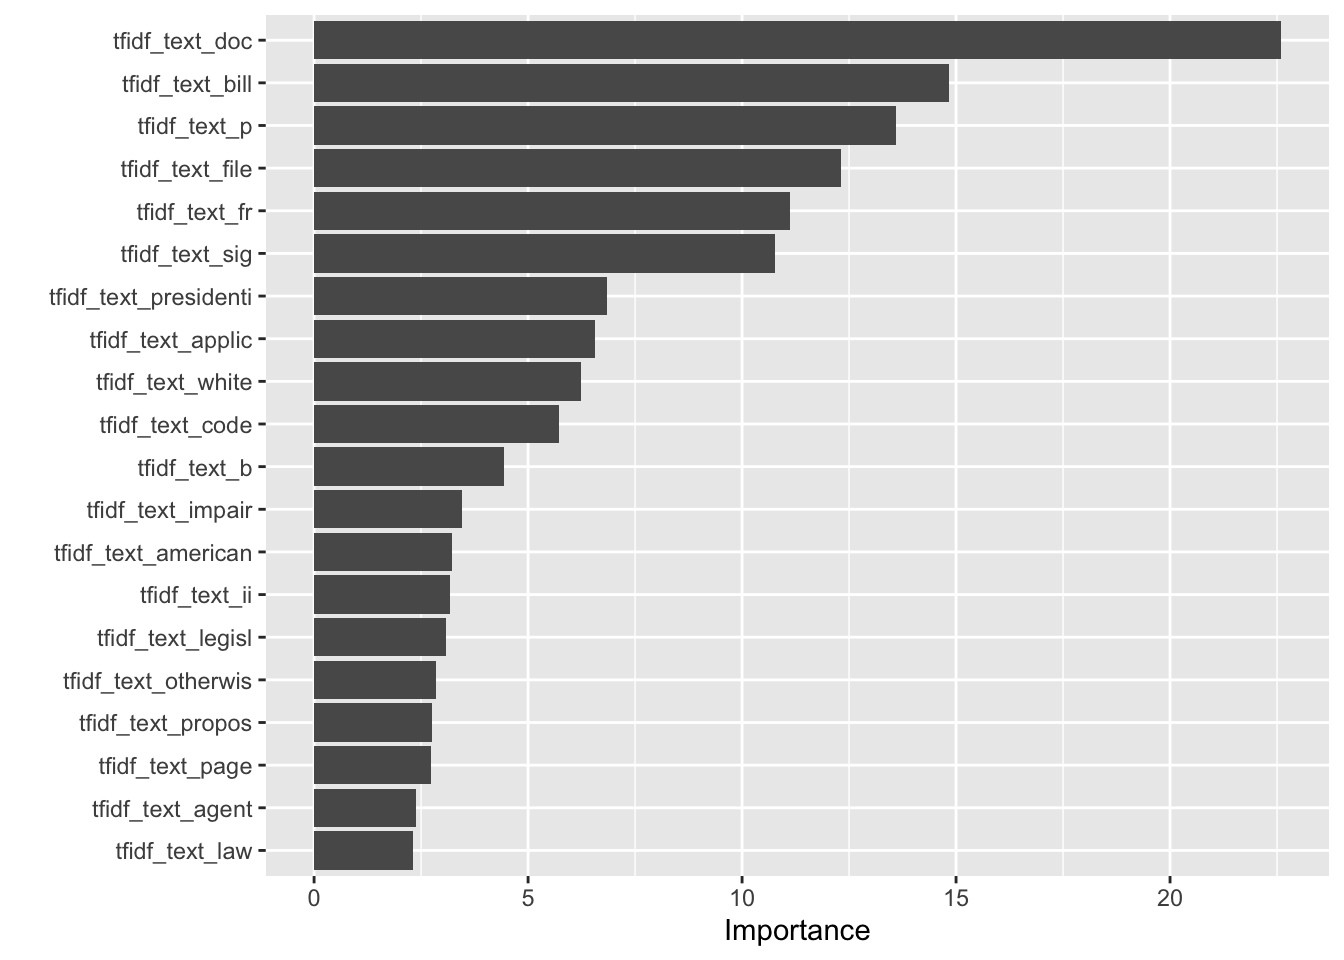 tfidf_text_doc
tfidf_text_bill
tfidf_text_p
tfidf_text_file
tfidf_text_fr
tfidf_text_sig
tfidf_text_presidenti
tfidf_text_applic
tfidf_text_white
tfidf_text_code
tfidf_text_b
tfidf_text_impair
tfidf_text_american
tfidf_text_ii
tfidf_text_legisl
tfidf_text_otherwis
tfidf_text_propos
tfidf_text_page
tfidf_text_agent
tfidf_text_law
0 5 10 15 20
Importance